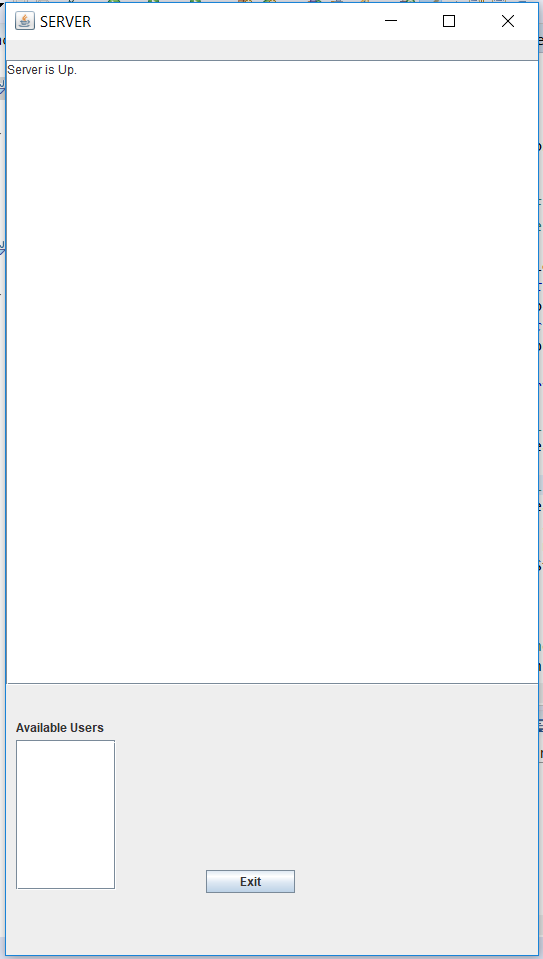 SERVER
Server is Up.
Available Users
Exit